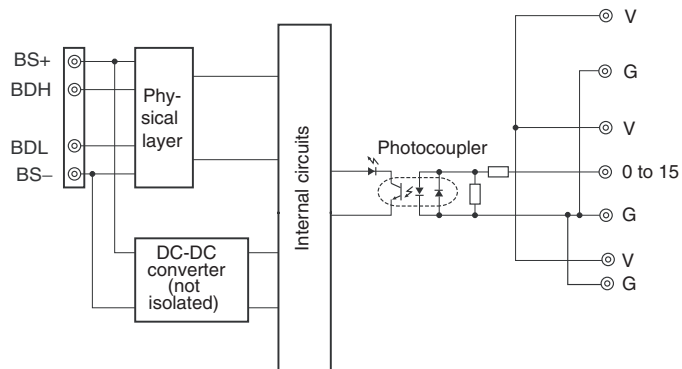 BS+
BDH
BDL
BS–
Phy-
sical
layer
DC-DC
converter
(not
isolated)
Internal circuits
Photocoupler
V
G
V
0 to 15
G
V
G